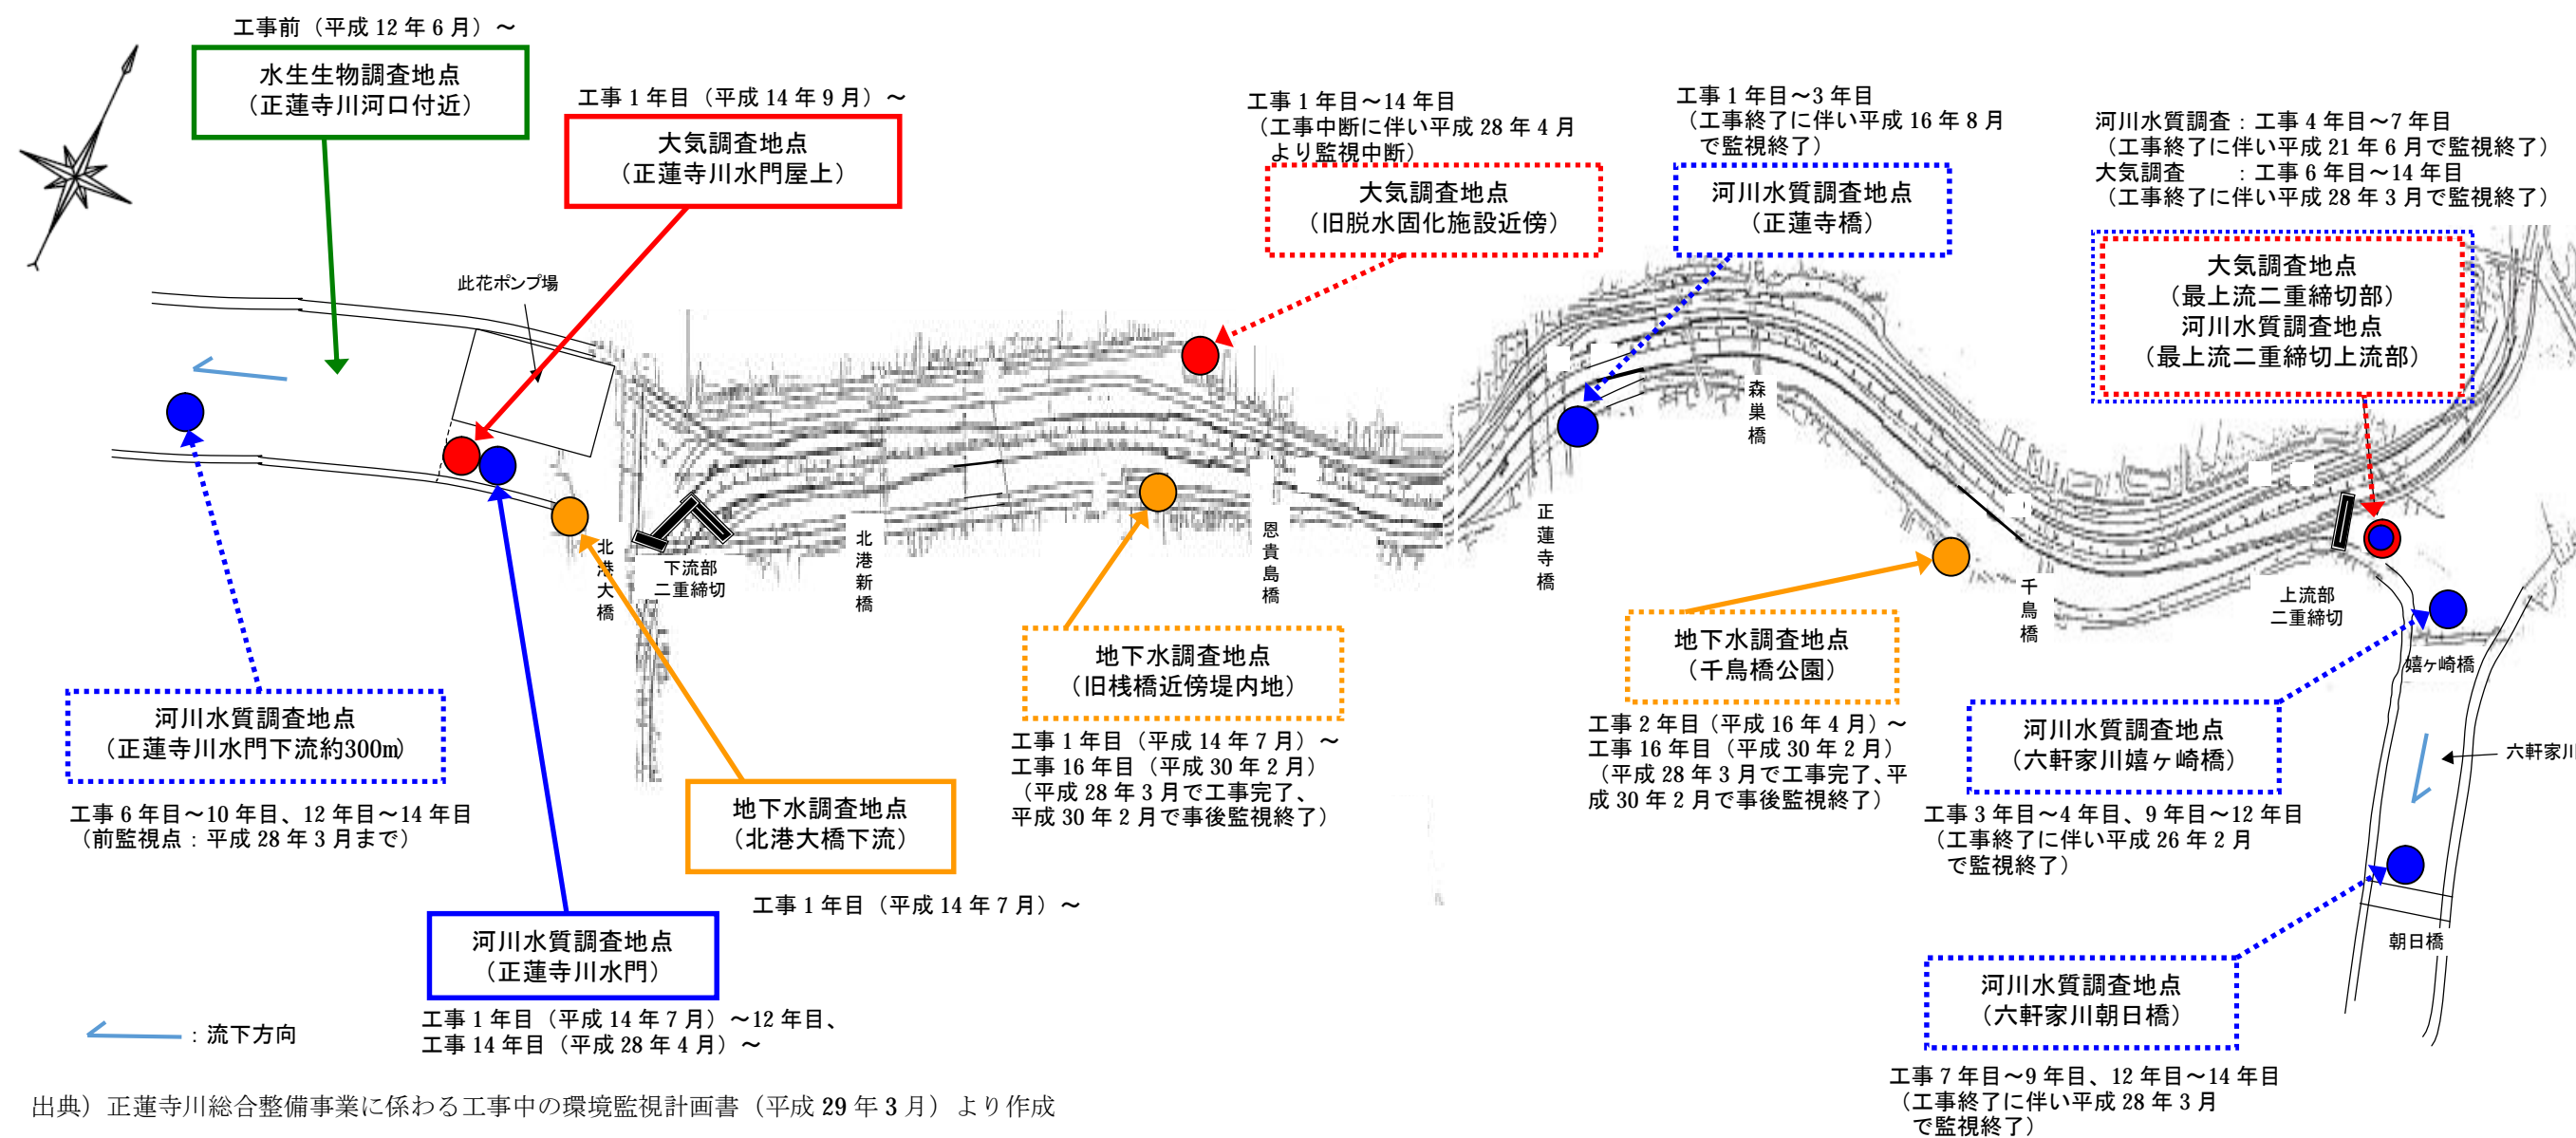 工事前（平成 12 年 6 月）～
水生生物調査地点
（正蓮寺川河口付近）
工事 1 年目（平成 14 年 9 月）～
大気調査地点
（正蓮寺川水門屋上）
工事 1 年目～14 年目
（工事中断に伴い平成 28 年 4 月
より監視中断）
大気調査地点
（旧脱水固化施設近傍）
工事 1 年目～3 年目
（工事終了に伴い平成 16 年 8 月
で監視終了）
河川水質調査地点
（正蓮寺橋）
河川水質調査：工事 4 年目～7 年目
（工事終了に伴い平成 21 年 6 月で監視終了）
大気調査　　：工事 6 年目～14 年目
（工事終了に伴い平成 28 年 3 月で監視終了）
大気調査地点
（最上流二重締切部）
河川水質調査地点
（最上流二重締切上流部）
此花ポンプ場
北港大橋
下流部
二重締切
北港新橋
恩貴島橋
正蓮寺橋
森巣橋
千鳥橋
上流部
二重締切
嬉ヶ崎橋
六軒家川
朝日橋
河川水質調査地点
（正蓮寺川水門下流約300m）
工事 6 年目～10 年目、12 年目～14 年目
（前監視点：平成 28 年 3 月まで）
地下水調査地点
（北港大橋下流）
工事 1 年目（平成 14 年 7 月）～
河川水質調査地点
（正蓮寺川水門）
工事 1 年目（平成 14 年 7 月）～12 年目、
工事 14 年目（平成 28 年 4 月）～
地下水調査地点
（旧桟橋近傍堤内地）
工事 1 年目（平成 14 年 7 月）～
工事 16 年目（平成 30 年 2 月）
（平成 28 年 3 月で工事完了、
平成 30 年 2 月で事後監視終了）
地下水調査地点
（千鳥橋公園）
工事 2 年目（平成 16 年 4 月）～
工事 16 年目（平成 30 年 2 月）
（平成 28 年 3 月で工事完了、平
成 30 年 2 月で事後監視終了）
河川水質調査地点
（六軒家川嬉ヶ崎橋）
工事 3 年目～4 年目、9 年目～12 年目
（工事終了に伴い平成 26 年 2 月
で監視終了）
河川水質調査地点
（六軒家川朝日橋）
工事 7 年目～9 年目、12 年目～14 年目
（工事終了に伴い平成 28 年 3 月
で監視終了）
：流下方向
出典）正蓮寺川総合整備事業に係わる工事中の環境監視計画書（平成 29 年 3 月）より作成